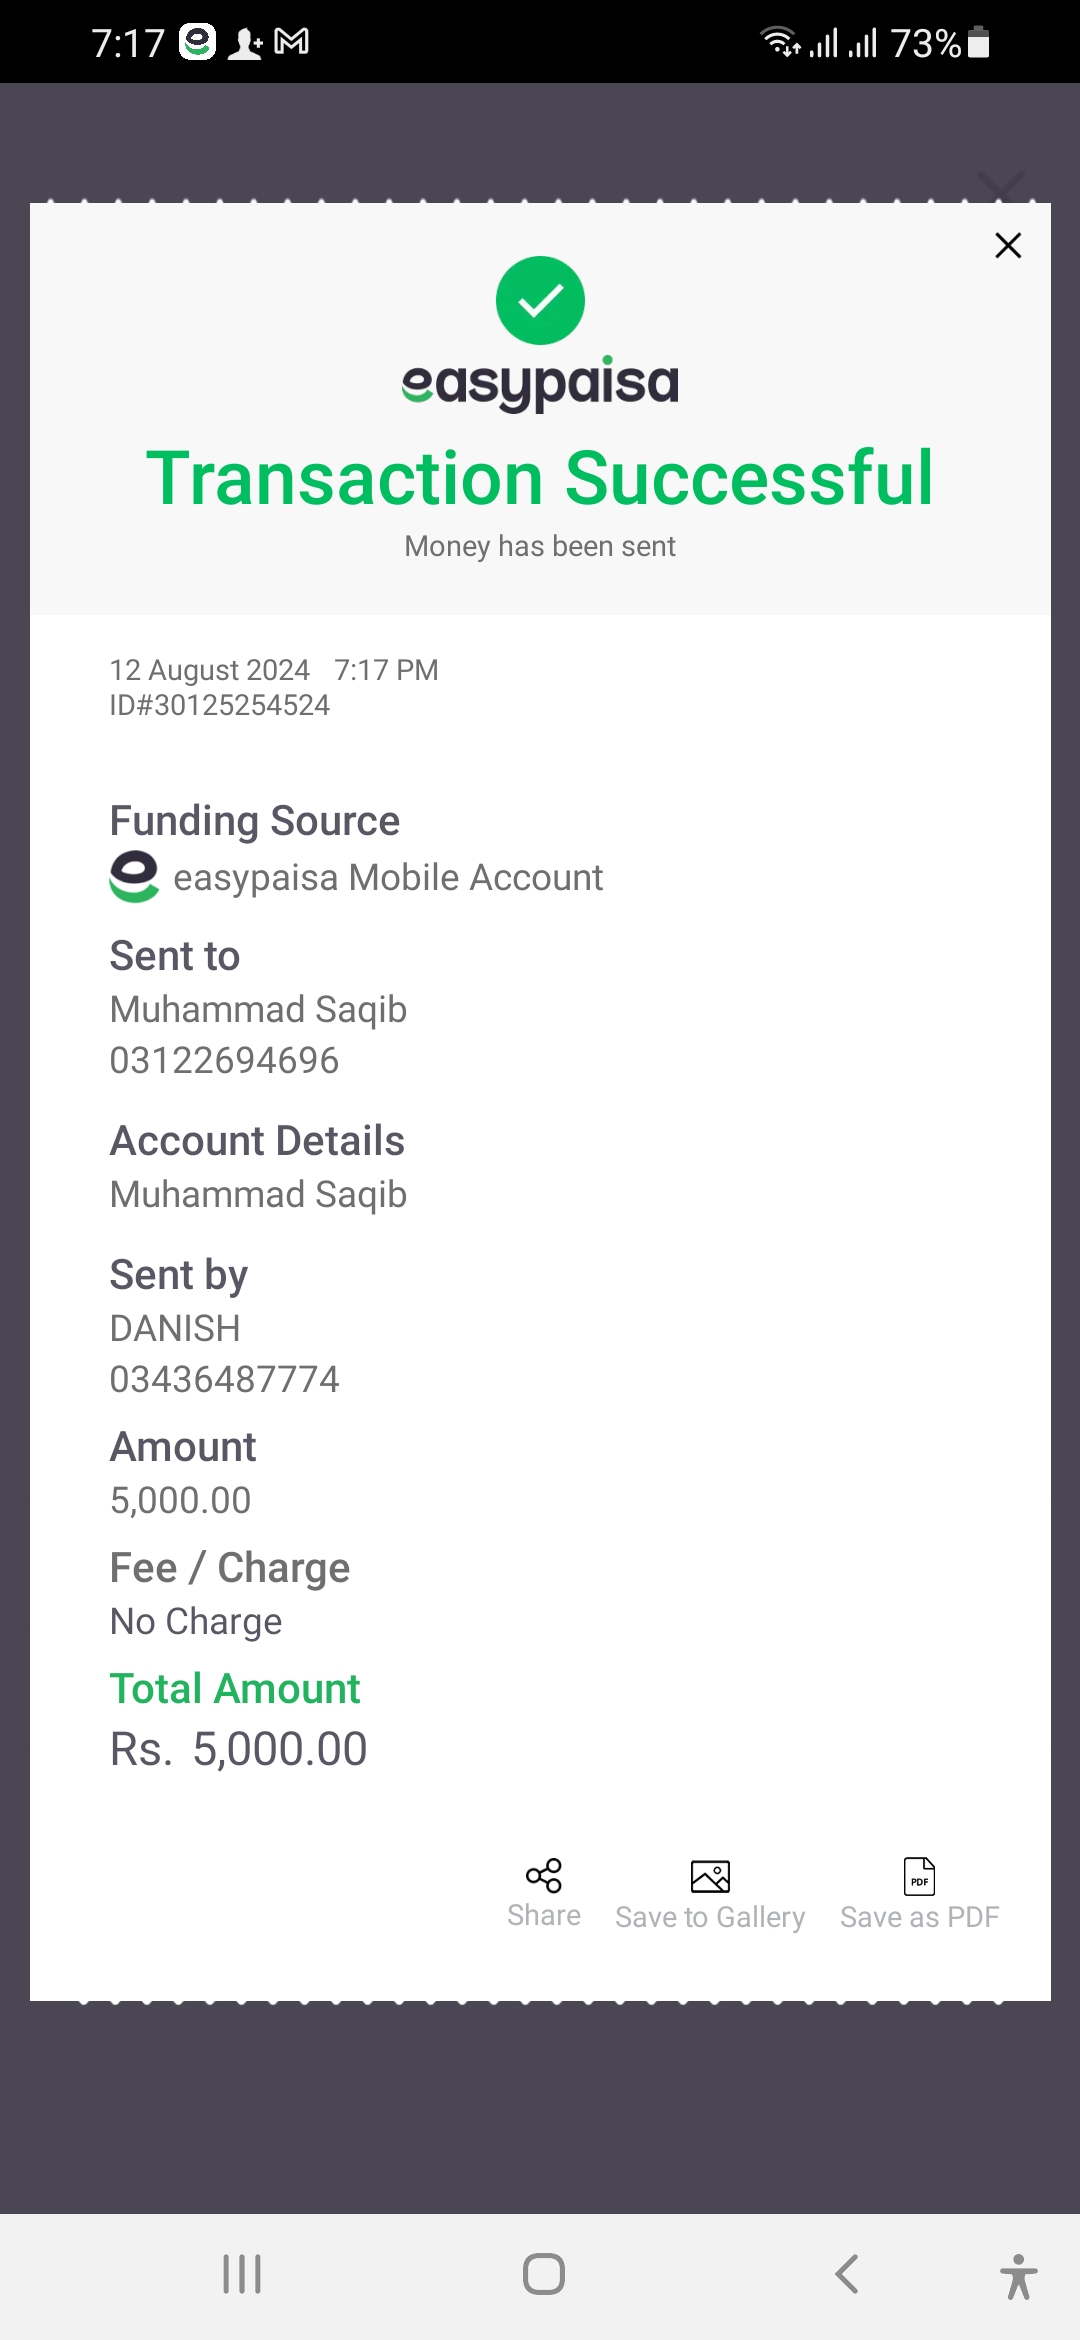 7:17
73%
easypaisa
Transaction Successful
Money has been sent
12 August 2024 7:17 PM
ID#30125254524
Funding Source
easypaisa Mobile Account
Sent to
Muhammad Saqib
03122694696
Account Details
Muhammad Saqib
Sent by
DANISH
03436487774
Amount
5,000.00
Fee / Charge
No Charge
Total Amount
Rs. 5,000.00
PDF
Share Save to Gallery Save as PDF